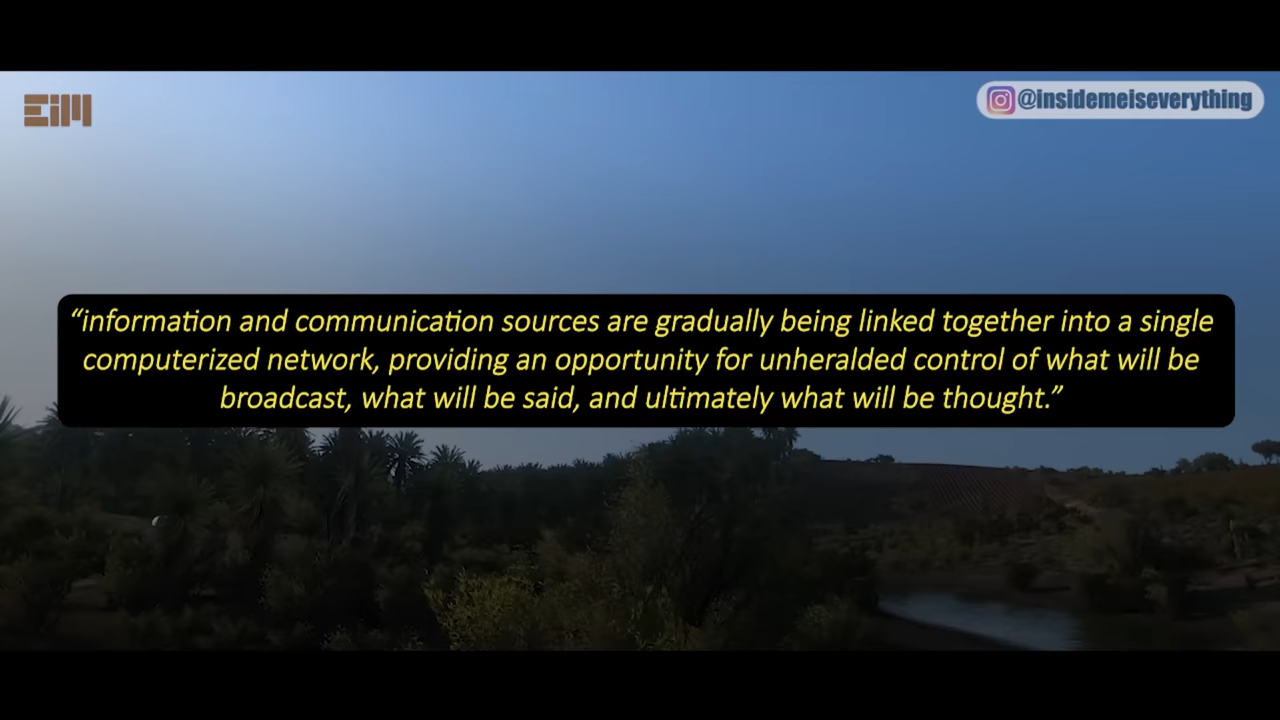 EiM
@insidemeiseverything
“information and communication sources are gradually being linked together into a single
computerized network, providing an opportunity for unheralded control of what will be
broadcast, what will be said, and ultimately what will be thought.”